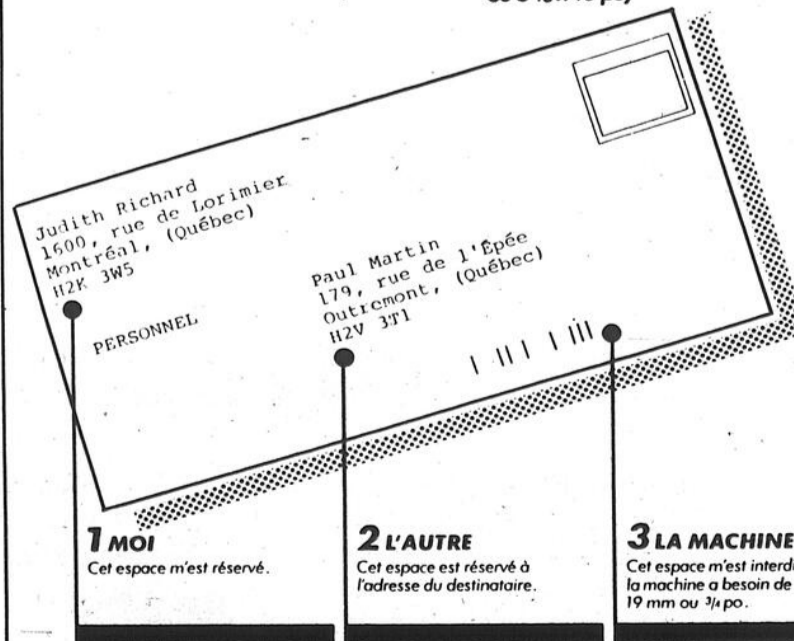 Judith Richard
1600, rue de Lorimier
Montréal, (Québec)
H2K 3W5
PERSONNEL
Paul Martin
179, rue de l'Épée
Outremont, (Québec)
H2V 3T1
1 MOI
Cet espace m'est réservé.
2 L'AUTRE
Cet espace est réservé à
l'adresse du destinataire.
3 LA MACHINE
Cet espace m'est interdi
la machine a besoin de
19 mm ou 3/4 po.